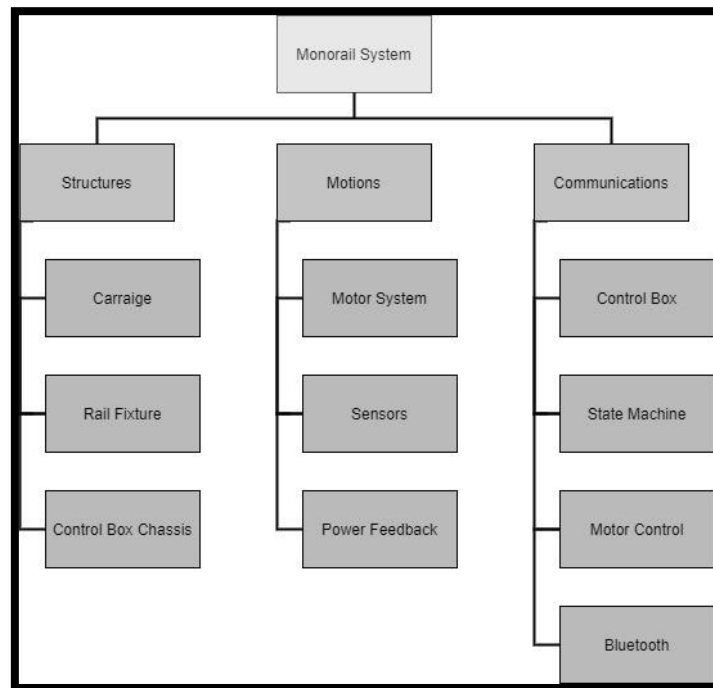 Monorail System
Structures
Motions
Communications
Carraige
Motor System
Control Box
Rail Fixture
Sensors
State Machine
Control Box Chassis
Power Feedback
Motor Control
Bluetooth